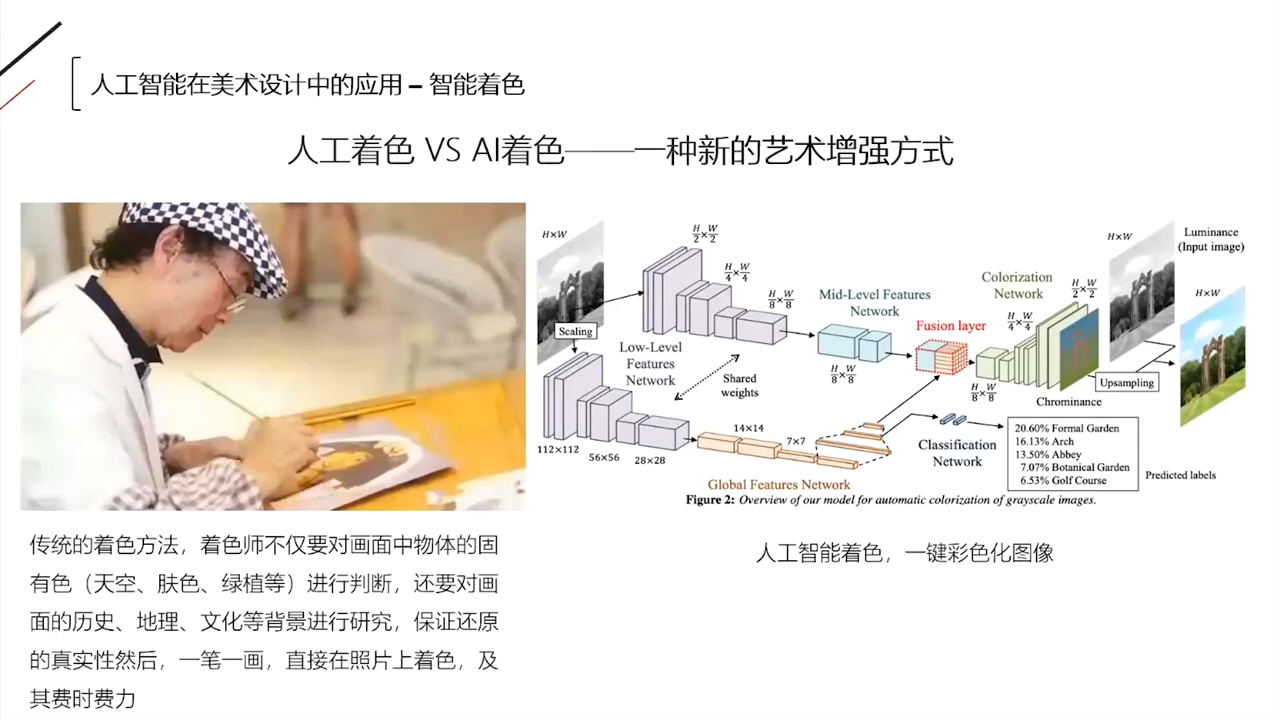 人工智能在美术设计中的应用 – 智能着色
人工着色 VS AI着色——一种新的艺术增强方式
H×W
Scaling
H/2 × W/2
H/4 × W/4
H/8 × W/8
Low-Level
Features
Network
112×112
56×56
28×28
Shared
weights
Mid-Level Features
Network
H/8 × W/8
Fusion layer
14×14
7×7
Global Features Network
Colorization
Network
H/8 × W/8
H/4 × W/4
H/2 × W/2
Chrominance
Classification
Network
20.60% Formal Garden
16.13% Arch
13.50% Abbey
7.07% Botanical Garden
6.53% Golf Course
Predicted labels
H×W
Luminance
(Input image)
H×W
Upsampling
Figure 2: Overview of our model for automatic colorization of grayscale images.
人工智能着色，一键彩色化图像
传统的着色方法，着色师不仅要对画面中物体的固
有色（天空、肤色、绿植等）进行判断，还要对画
面的历史、地理、文化等背景进行研究，保证还原
的真实性然后，一笔一画，直接在照片上着色，及
其费时费力